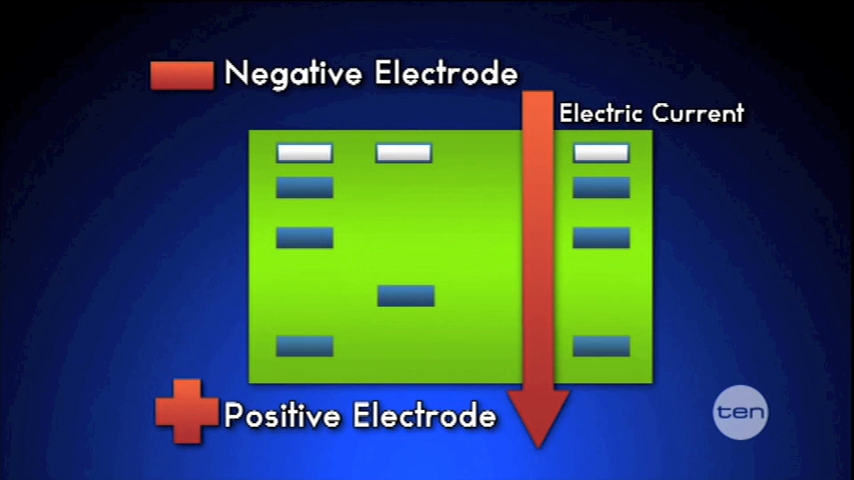 Negative Electrode
Electric Current
Positive Electrode
ten